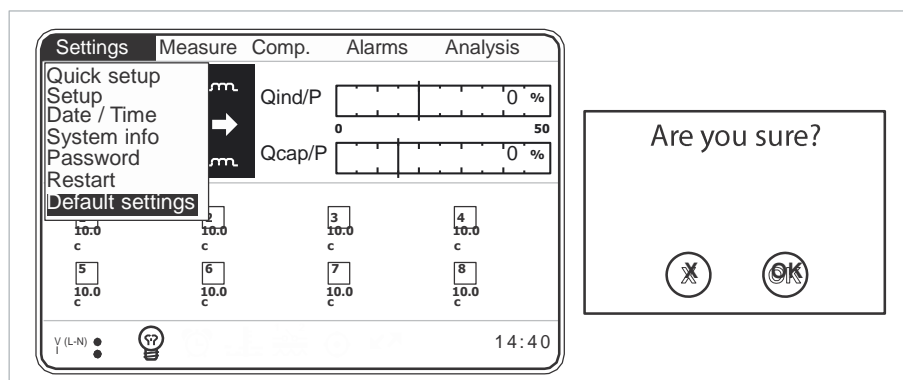 Settings Measure Comp. Alarms Analysis
Quick setup
Setup
Date / Time
System info
Password
Restart
Default settings
Qind/P 0 %
0 50
Qcap/P 0 %
2 3 4
10.0 10.0 10.0 10.0
c c c c
5 6 7 8
10.0 10.0 10.0 10.0
c c c c
V (L-N)
I
14:40
Are you sure?
X OK